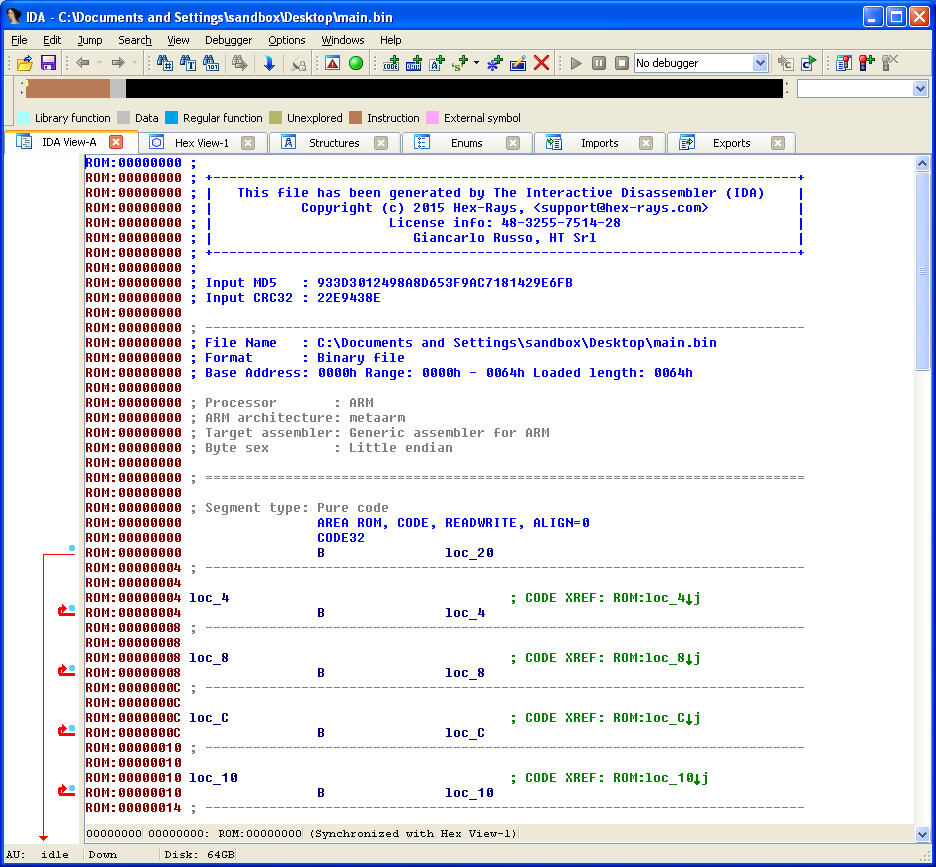 IDA - C:\Documents and Settings\sandbox\Desktop\main.bin
File Edit Jump Search View Debugger Options Windows Help
No debugger
Library function Data Regular function Unexplored Instruction External symbol
IDA View-A Hex View-1 Structures Enums Imports Exports
ROM:00000000 ;
ROM:00000000 ; +-------------------------------------------------------------------------+
ROM:00000000 ; | This file has been generated by The Interactive Disassembler (IDA) |
ROM:00000000 ; | Copyright (c) 2015 Hex-Rays, <support@hex-rays.com> |
ROM:00000000 ; | License info: 48-3255-7514-28 |
ROM:00000000 ; | Giancarlo Russo, HT Srl |
ROM:00000000 ; +-------------------------------------------------------------------------+
ROM:00000000 ;
ROM:00000000 ; Input MD5 : 933D3012498A8D653F9AC7181429E6FB
ROM:00000000 ; Input CRC32 : 22E9438E
ROM:00000000
ROM:00000000 ; ---------------------------------------------------------------------------
ROM:00000000 ; File Name : C:\Documents and Settings\sandbox\Desktop\main.bin
ROM:00000000 ; Format : Binary file
ROM:00000000 ; Base Address: 0000h Range: 0000h - 0064h Loaded length: 0064h
ROM:00000000
ROM:00000000 ; Processor : ARM
ROM:00000000 ; ARM architecture: metaarm
ROM:00000000 ; Target assembler: Generic assembler for ARM
ROM:00000000 ; Byte sex : Little endian
ROM:00000000
ROM:00000000 ; ===========================================================================
ROM:00000000
ROM:00000000 ; Segment type: Pure code
ROM:00000000 AREA ROM, CODE, READWRITE, ALIGN=0
ROM:00000000 CODE32
ROM:00000000 B loc_20
ROM:00000004 ; ---------------------------------------------------------------------------
ROM:00000004
ROM:00000004 loc_4 ; CODE XREF: ROM:loc_4↓j
ROM:00000004 B loc_4
ROM:00000008 ; ---------------------------------------------------------------------------
ROM:00000008
ROM:00000008 loc_8 ; CODE XREF: ROM:loc_8↓j
ROM:00000008 B loc_8
ROM:0000000C ; ---------------------------------------------------------------------------
ROM:0000000C
ROM:0000000C loc_C ; CODE XREF: ROM:loc_C↓j
ROM:0000000C B loc_C
ROM:00000010 ; ---------------------------------------------------------------------------
ROM:00000010
ROM:00000010 loc_10 ; CODE XREF: ROM:loc_10↓j
ROM:00000010 B loc_10
ROM:00000014 ; ---------------------------------------------------------------------------
00000000 00000000: ROM:00000000 (Synchronized with Hex View-1)
AU: idle Down Disk: 64GB